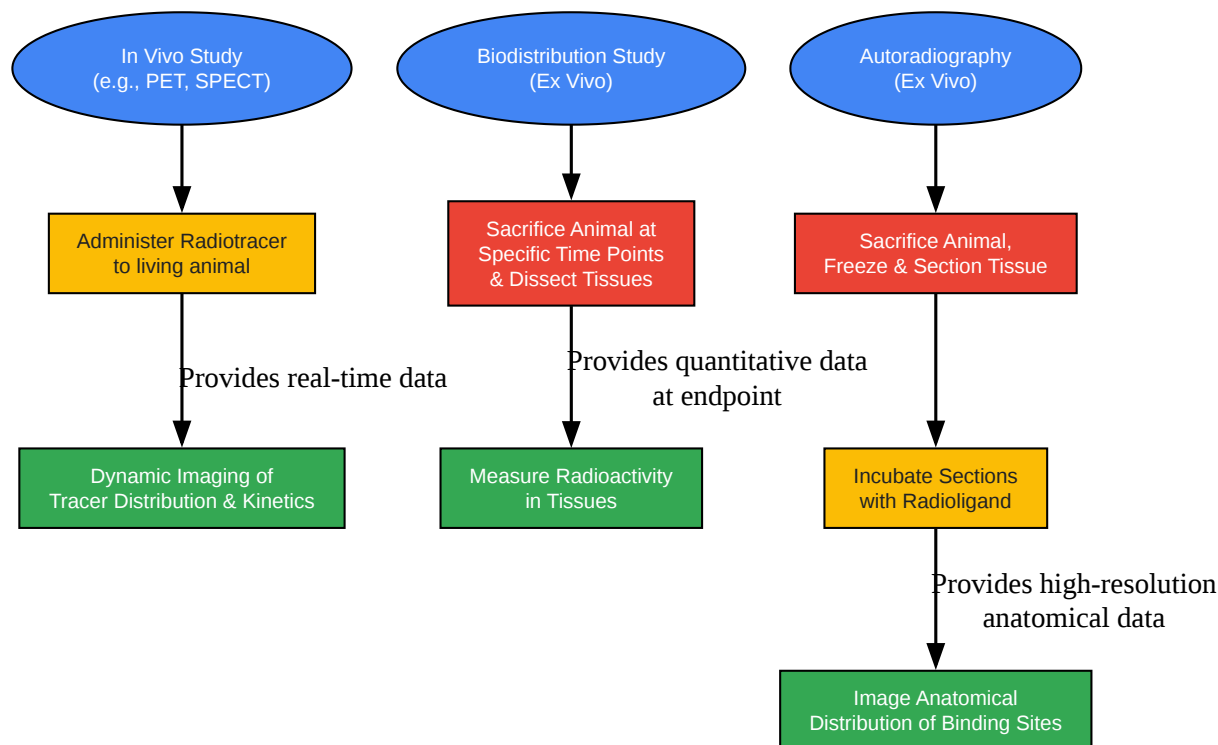 In Vivo Study
(e.g., PET, SPECT)
Biodistribution Study
(Ex Vivo)
Autoradiography
(Ex Vivo)
Administer Radiotracer
to living animal
Sacrifice Animal at
Specific Time Points
& Dissect Tissues
Sacrifice Animal,
Freeze & Section Tissue
Provides real-time data
Provides quantitative data
at endpoint
Dynamic Imaging of
Tracer Distribution & Kinetics
Measure Radioactivity
in Tissues
Incubate Sections
with Radioligand
Provides high-resolution
anatomical data
Image Anatomical
Distribution of Binding Sites